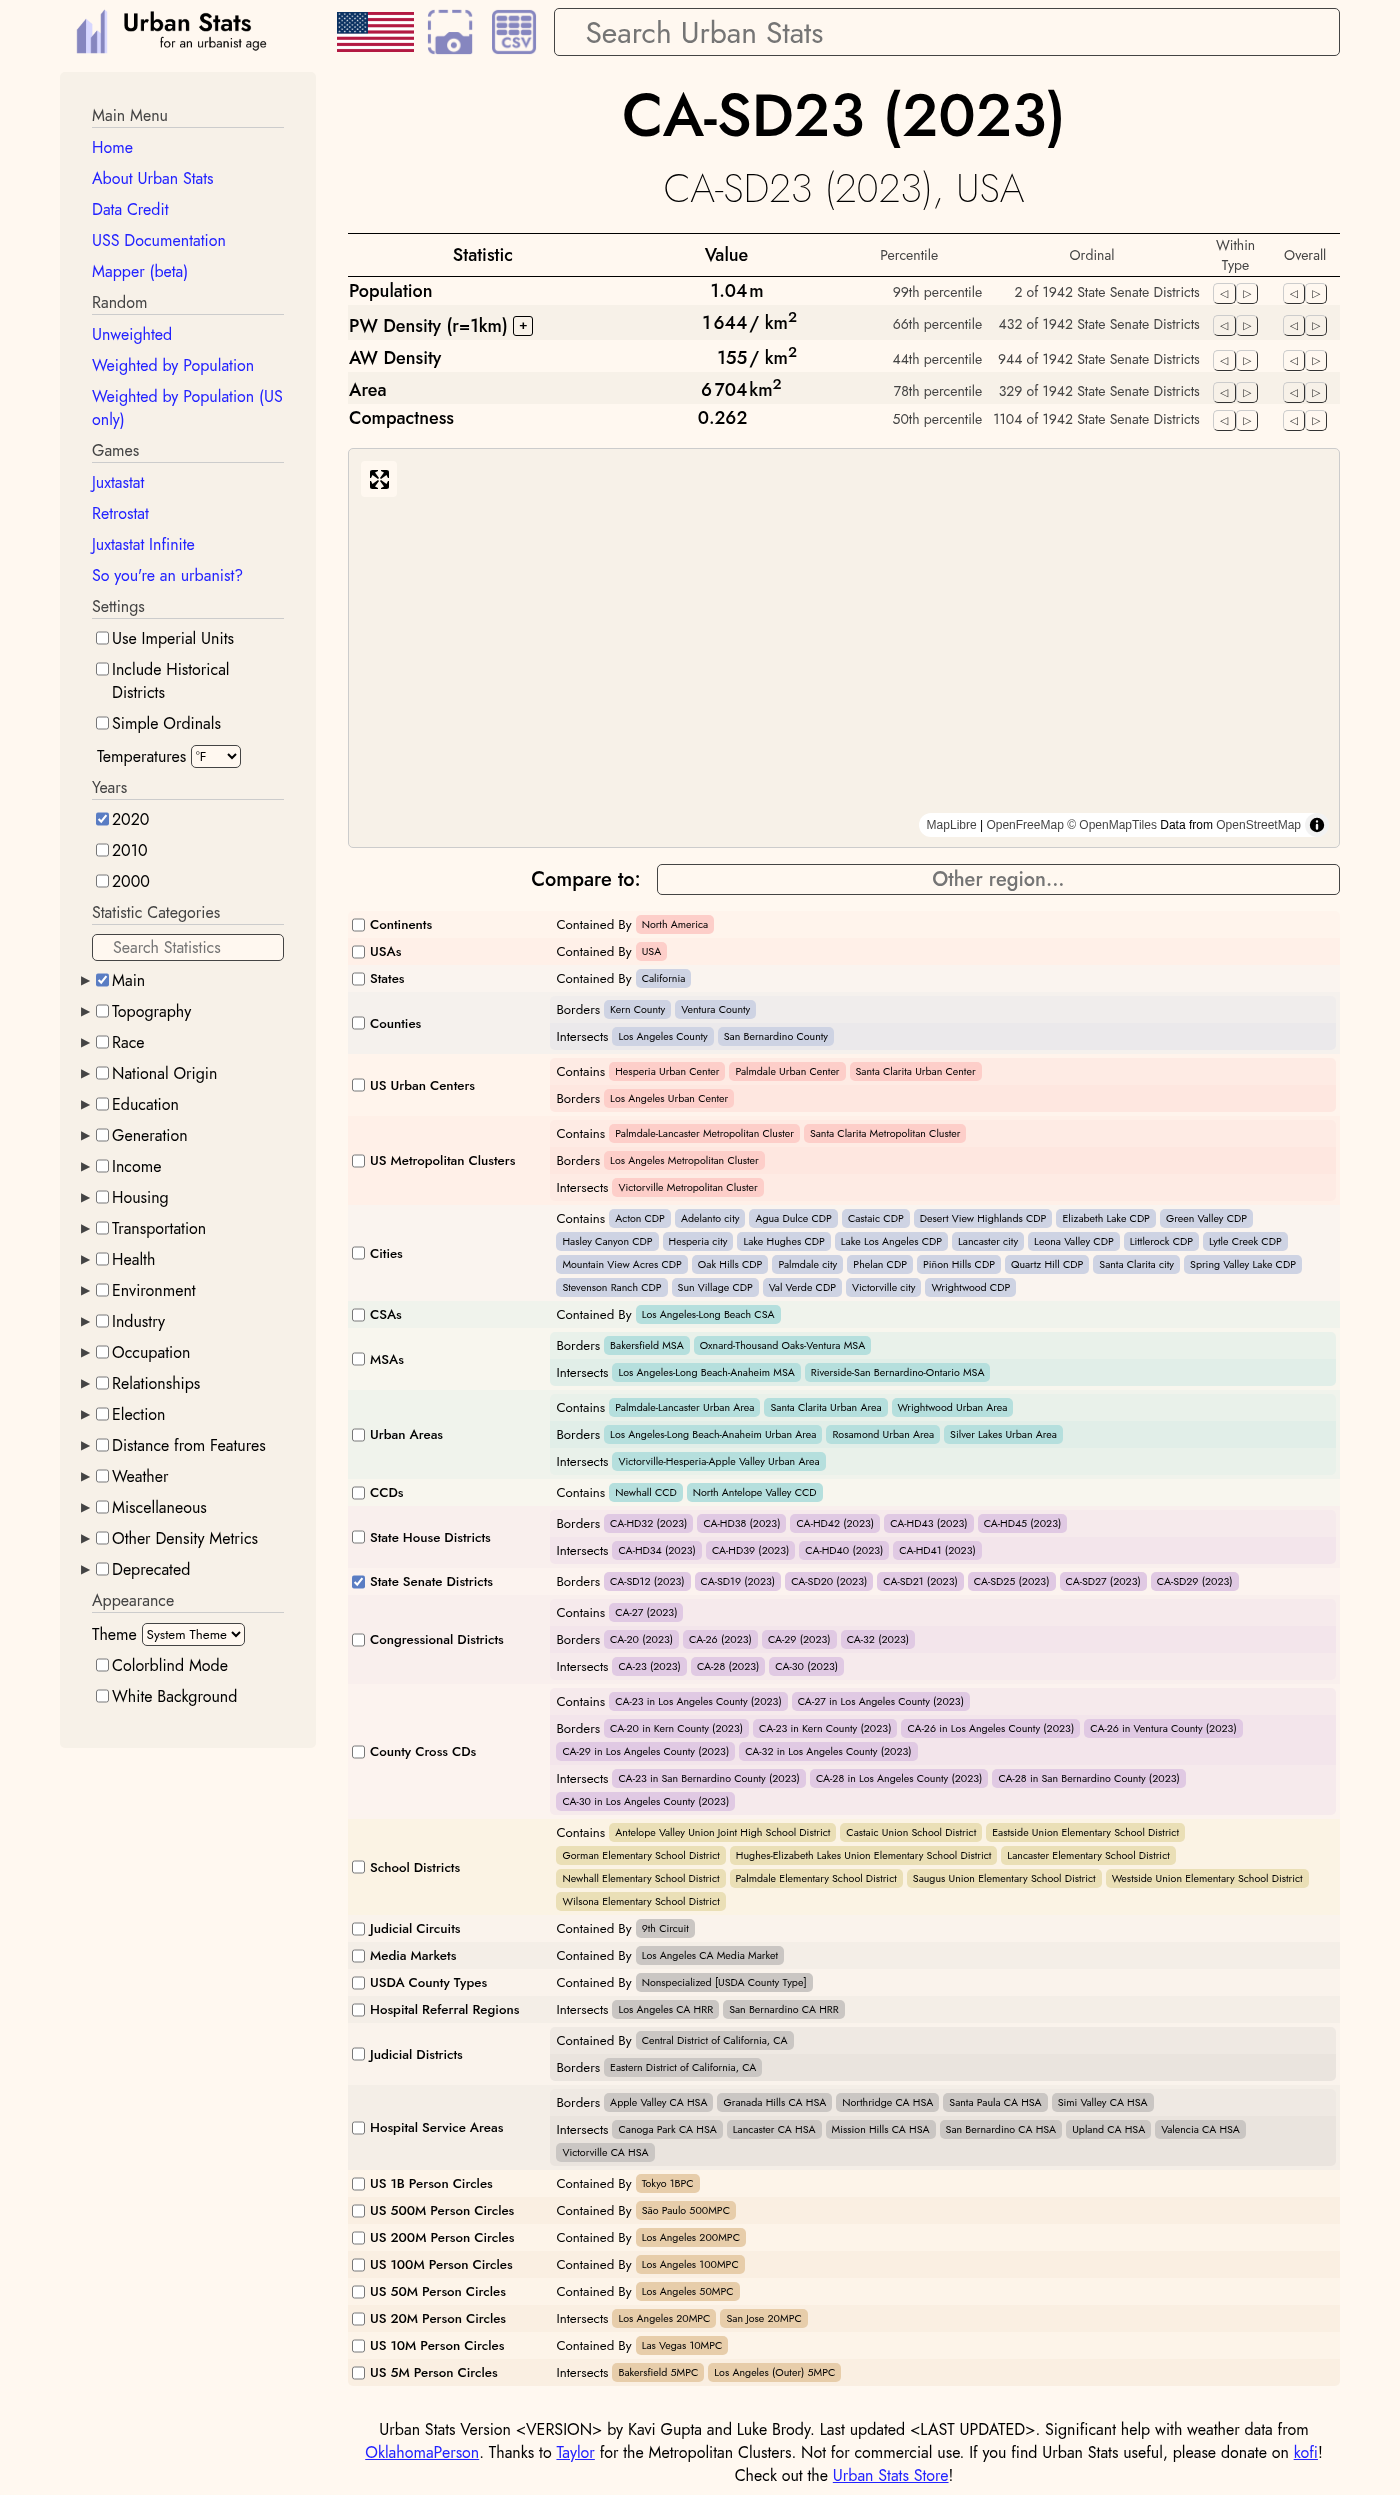 Urban Stats
for an urbanist age
CSV
Search Urban Stats
Main Menu
Home
About Urban Stats
Data Credit
USS Documentation
Mapper (beta)
Random
Unweighted
Weighted by Population
Weighted by Population (US
only)
Games
Juxtastat
Retrostat
Juxtastat Infinite
So you're an urbanist?
Settings
Use Imperial Units
Include Historical
Districts
Simple Ordinals
Temperatures °F
Years
2020
2010
2000
Statistic Categories
Search Statistics
Main
Topography
Race
National Origin
Education
Generation
Income
Housing
Transportation
Health
Environment
Industry
Occupation
Relationships
Election
Distance from Features
Weather
Miscellaneous
Other Density Metrics
Deprecated
Appearance
Theme System Theme
Colorblind Mode
White Background
CA-SD23 (2023)
CA-SD23 (2023), USA
Statistic Value Percentile Ordinal Within Type Overall
Population 1.04 m 99th percentile 2 of 1942 State Senate Districts
PW Density (r=1km) + 1 644 / km² 66th percentile 432 of 1942 State Senate Districts
AW Density 155 / km² 44th percentile 944 of 1942 State Senate Districts
Area 6 704 km² 78th percentile 329 of 1942 State Senate Districts
Compactness 0.262 50th percentile 1104 of 1942 State Senate Districts
MapLibre | OpenFreeMap © OpenMapTiles Data from OpenStreetMap
Compare to: Other region...
Continents Contained By North America
USAs Contained By USA
States Contained By California
Counties
Borders Kern County Ventura County
Intersects Los Angeles County San Bernardino County
US Urban Centers
Contains Hesperia Urban Center Palmdale Urban Center Santa Clarita Urban Center
Borders Los Angeles Urban Center
US Metropolitan Clusters
Contains Palmdale-Lancaster Metropolitan Cluster Santa Clarita Metropolitan Cluster
Borders Los Angeles Metropolitan Cluster
Intersects Victorville Metropolitan Cluster
Cities
Contains Acton CDP Adelanto city Agua Dulce CDP Castaic CDP Desert View Highlands CDP Elizabeth Lake CDP Green Valley CDP
Hasley Canyon CDP Hesperia city Lake Hughes CDP Lake Los Angeles CDP Lancaster city Leona Valley CDP Littlerock CDP Lytle Creek CDP
Mountain View Acres CDP Oak Hills CDP Palmdale city Phelan CDP Piñon Hills CDP Quartz Hill CDP Santa Clarita city Spring Valley Lake CDP
Stevenson Ranch CDP Sun Village CDP Val Verde CDP Victorville city Wrightwood CDP
CSAs Contained By Los Angeles-Long Beach CSA
MSAs
Borders Bakersfield MSA Oxnard-Thousand Oaks-Ventura MSA
Intersects Los Angeles-Long Beach-Anaheim MSA Riverside-San Bernardino-Ontario MSA
Urban Areas
Contains Palmdale-Lancaster Urban Area Santa Clarita Urban Area Wrightwood Urban Area
Borders Los Angeles-Long Beach-Anaheim Urban Area Rosamond Urban Area Silver Lakes Urban Area
Intersects Victorville-Hesperia-Apple Valley Urban Area
CCDs Contains Newhall CCD North Antelope Valley CCD
State House Districts
Borders CA-HD32 (2023) CA-HD38 (2023) CA-HD42 (2023) CA-HD43 (2023) CA-HD45 (2023)
Intersects CA-HD34 (2023) CA-HD39 (2023) CA-HD40 (2023) CA-HD41 (2023)
State Senate Districts Borders CA-SD12 (2023) CA-SD19 (2023) CA-SD20 (2023) CA-SD21 (2023) CA-SD25 (2023) CA-SD27 (2023) CA-SD29 (2023)
Congressional Districts
Contains CA-27 (2023)
Borders CA-20 (2023) CA-26 (2023) CA-29 (2023) CA-32 (2023)
Intersects CA-23 (2023) CA-28 (2023) CA-30 (2023)
County Cross CDs
Contains CA-23 in Los Angeles County (2023) CA-27 in Los Angeles County (2023)
Borders CA-20 in Kern County (2023) CA-23 in Kern County (2023) CA-26 in Los Angeles County (2023) CA-26 in Ventura County (2023)
CA-29 in Los Angeles County (2023) CA-32 in Los Angeles County (2023)
Intersects CA-23 in San Bernardino County (2023) CA-28 in Los Angeles County (2023) CA-28 in San Bernardino County (2023)
CA-30 in Los Angeles County (2023)
School Districts
Contains Antelope Valley Union Joint High School District Castaic Union School District Eastside Union Elementary School District
Gorman Elementary School District Hughes-Elizabeth Lakes Union Elementary School District Lancaster Elementary School District
Newhall Elementary School District Palmdale Elementary School District Saugus Union Elementary School District Westside Union Elementary School District
Wilsona Elementary School District
Judicial Circuits Contained By 9th Circuit
Media Markets Contained By Los Angeles CA Media Market
USDA County Types Contained By Nonspecialized [USDA County Type]
Hospital Referral Regions Intersects Los Angeles CA HRR San Bernardino CA HRR
Judicial Districts
Contained By Central District of California, CA
Borders Eastern District of California, CA
Hospital Service Areas
Borders Apple Valley CA HSA Granada Hills CA HSA Northridge CA HSA Santa Paula CA HSA Simi Valley CA HSA
Intersects Canoga Park CA HSA Lancaster CA HSA Mission Hills CA HSA San Bernardino CA HSA Upland CA HSA Valencia CA HSA
Victorville CA HSA
US 1B Person Circles Contained By Tokyo 1BPC
US 500M Person Circles Contained By São Paulo 500MPC
US 200M Person Circles Contained By Los Angeles 200MPC
US 100M Person Circles Contained By Los Angeles 100MPC
US 50M Person Circles Contained By Los Angeles 50MPC
US 20M Person Circles Intersects Los Angeles 20MPC San Jose 20MPC
US 10M Person Circles Contained By Las Vegas 10MPC
US 5M Person Circles Intersects Bakersfield 5MPC Los Angeles (Outer) 5MPC
Urban Stats Version <VERSION> by Kavi Gupta and Luke Brody. Last updated <LAST UPDATED>. Significant help with weather data from
OklahomaPerson. Thanks to Taylor for the Metropolitan Clusters. Not for commercial use. If you find Urban Stats useful, please donate on kofi!
Check out the Urban Stats Store!